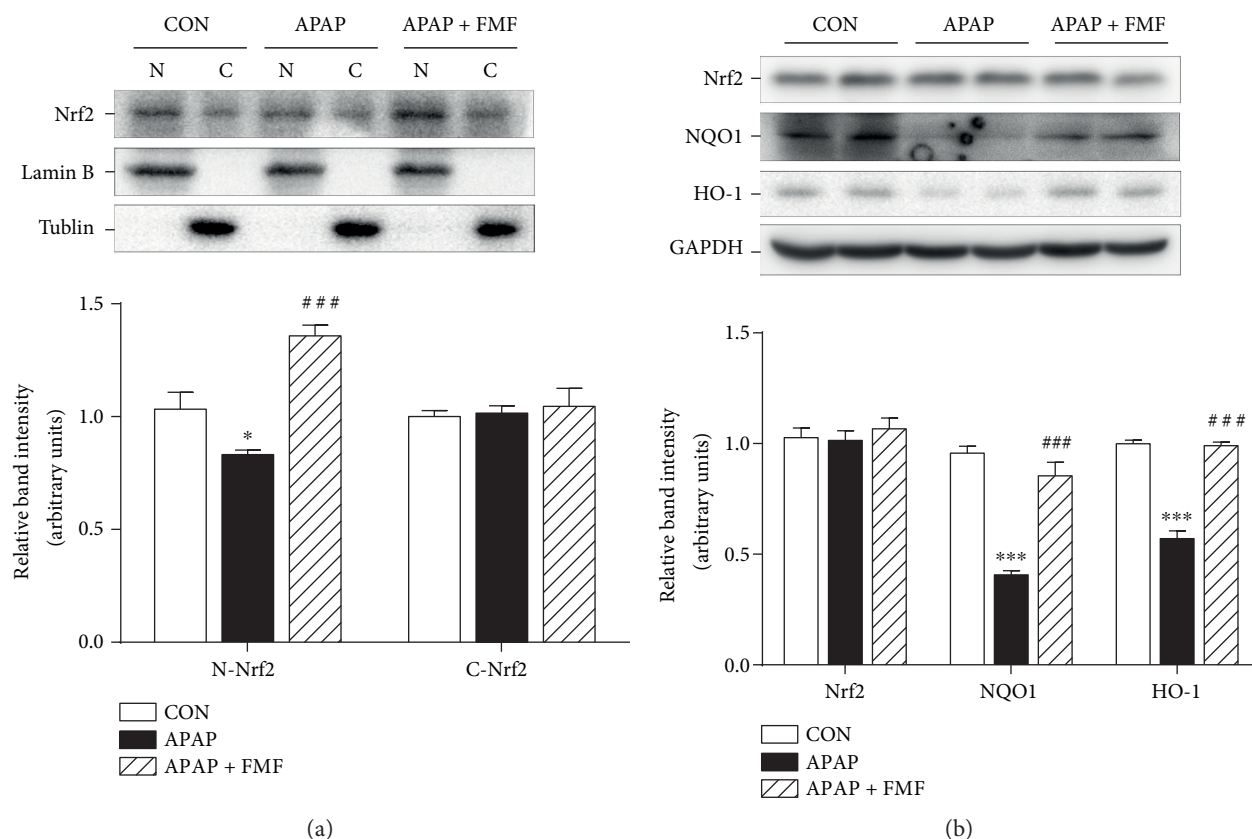 CON APAP APAP + FMF
N C N C N C
Nrf2
Lamin B
Tublin
1.5
1.0
0.5
0.0
Relative band intensity
(arbitrary units)
# # #
*
N-Nrf2 C-Nrf2
CON
APAP
APAP + FMF
(a)
CON APAP APAP + FMF
Nrf2
NQO1
HO-1
GAPDH
1.5
1.0
0.5
0.0
Relative band intensity
(arbitrary units)
### # # #
*** ***
Nrf2 NQO1 HO-1
CON
APAP
APAP + FMF
(b)